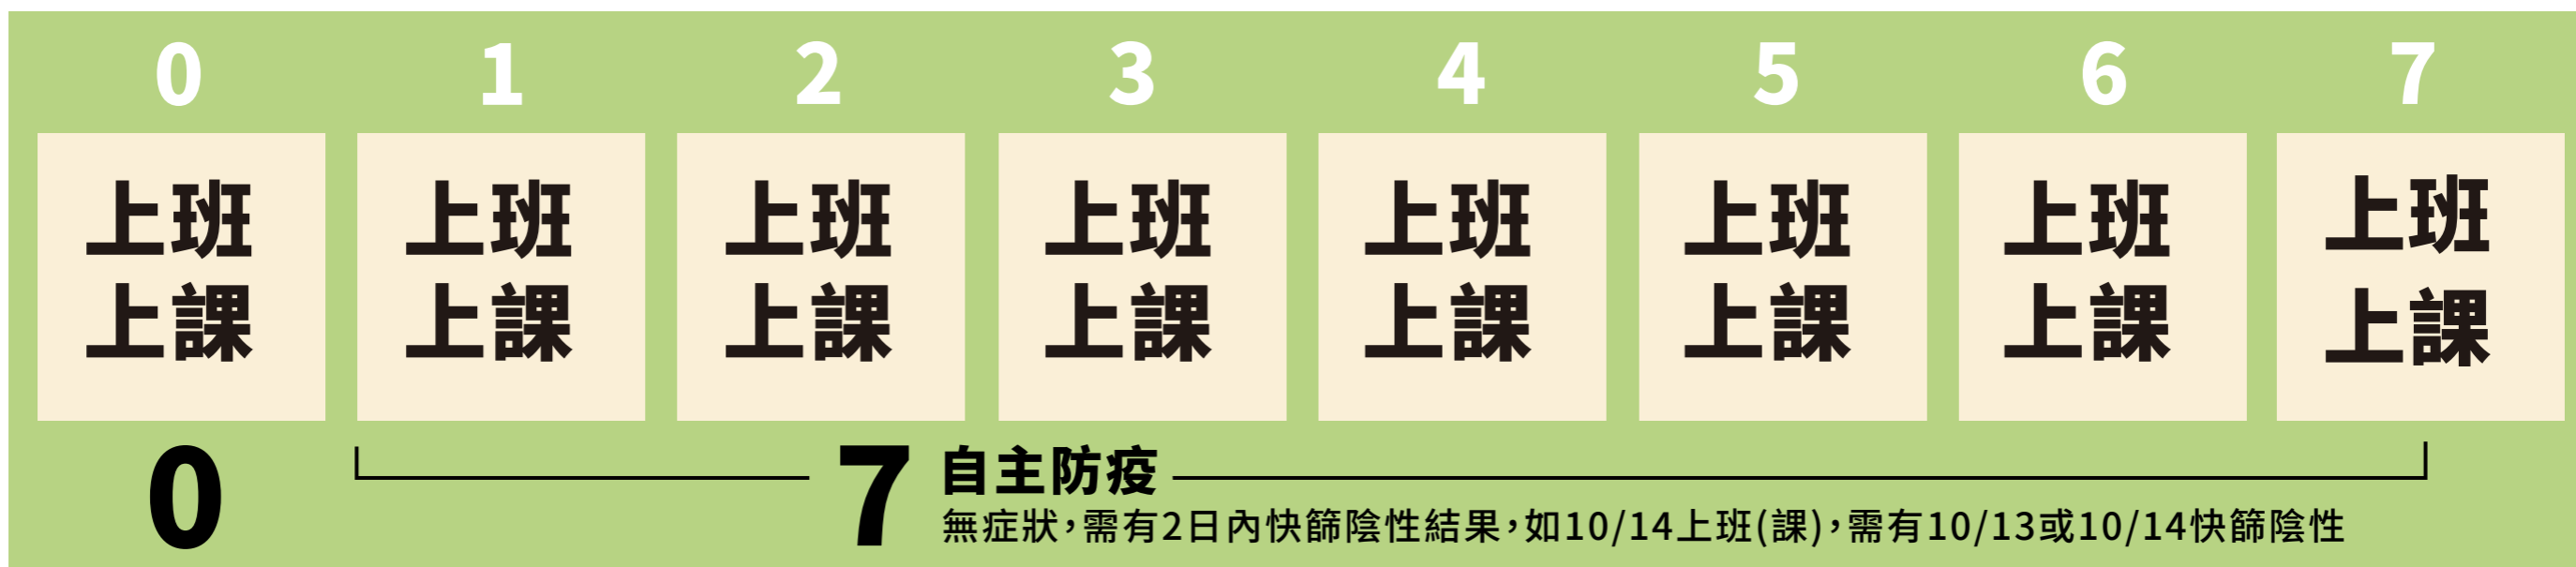 0 1 2 3 4 5 6 7
上班 上班 上班 上班 上班 上班 上班 上班
上課 上課 上課 上課 上課 上課 上課 上課
0 7 自主防疫
無症狀，需有2日內快篩陰性結果，如10/14上班(課)，需有10/13或10/14快篩陰性